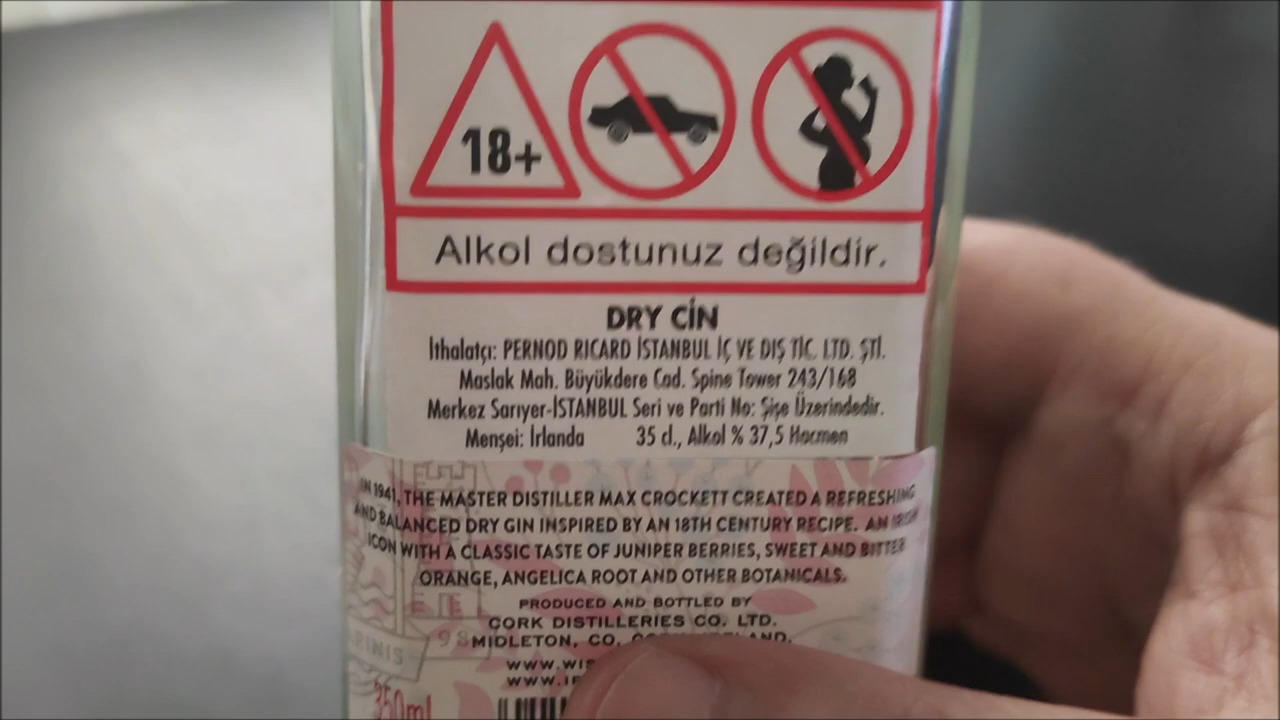 18+
Alkol dostunuz değildir.
DRY CİN
İthalatçı: PERNOD RICARD İSTANBUL İÇ VE DIŞ TİC. LTD. ŞTİ.
Maslak Mah. Büyükdere Cad. Spine Tower 243/168
Merkez Sarıyer-İSTANBUL Seri ve Parti No: Şişe Üzerindedir.
Menşei: İrlanda 35 cl., Alkol % 37,5 Hacmen
IN 1941, THE MASTER DISTILLER MAX CROCKETT CREATED A REFRESHING
AND BALANCED DRY GIN INSPIRED BY AN 18TH CENTURY RECIPE. AN IRISH
ICON WITH A CLASSIC TASTE OF JUNIPER BERRIES, SWEET AND BITTER
ORANGE, ANGELICA ROOT AND OTHER BOTANICALS.
PRODUCED AND BOTTLED BY
CORK DISTILLERIES CO. LTD.
MIDLETON, CO.
350ml